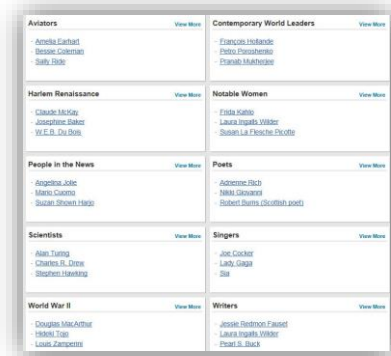 Aviators View More
Amelia Earhart
Bessie Coleman
Sally Ride
Contemporary World Leaders View More
François Hollande
Petro Poroshenko
Pranab Mukherjee
Harlem Renaissance View More
Claude McKay
Josephine Baker
W.E.B. Du Bois
Notable Women View More
Frida Kahlo
Laura Ingalls Wilder
Susan La Flesche Picotte
People in the News View More
Angelina Jolie
Mario Cuomo
Suzan Shown Harjo
Poets View More
Adrienne Rich
Nikki Giovanni
Robert Burns (Scottish poet)
Scientists View More
Alan Turing
Charles R. Drew
Stephen Hawking
Singers View More
Joe Cocker
Lady Gaga
Sia
World War II View More
Douglas MacArthur
Hideki Tojo
Louis Zamperini
Writers View More
Jessie Redmon Fauset
Laura Ingalls Wilder
Pearl S. Buck